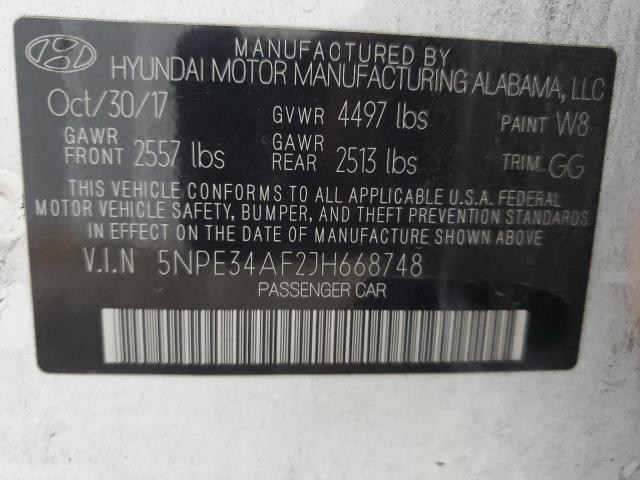 MANUFACTURED BY
HYUNDAI MOTOR MANUFACTURING ALABAMA, LLC
Oct/30/17 GVWR 4497 lbs PAINT W8
GAWR FRONT 2557 lbs GAWR REAR 2513 lbs TRIM GG
THIS VEHICLE CONFORMS TO ALL APPLICABLE U.S.A. FEDERAL
MOTOR VEHICLE SAFETY, BUMPER, AND THEFT PREVENTION STANDARDS
IN EFFECT ON THE DATE OF MANUFACTURE SHOWN ABOVE.
V.I.N 5NPE34AF2JH668748
PASSENGER CAR